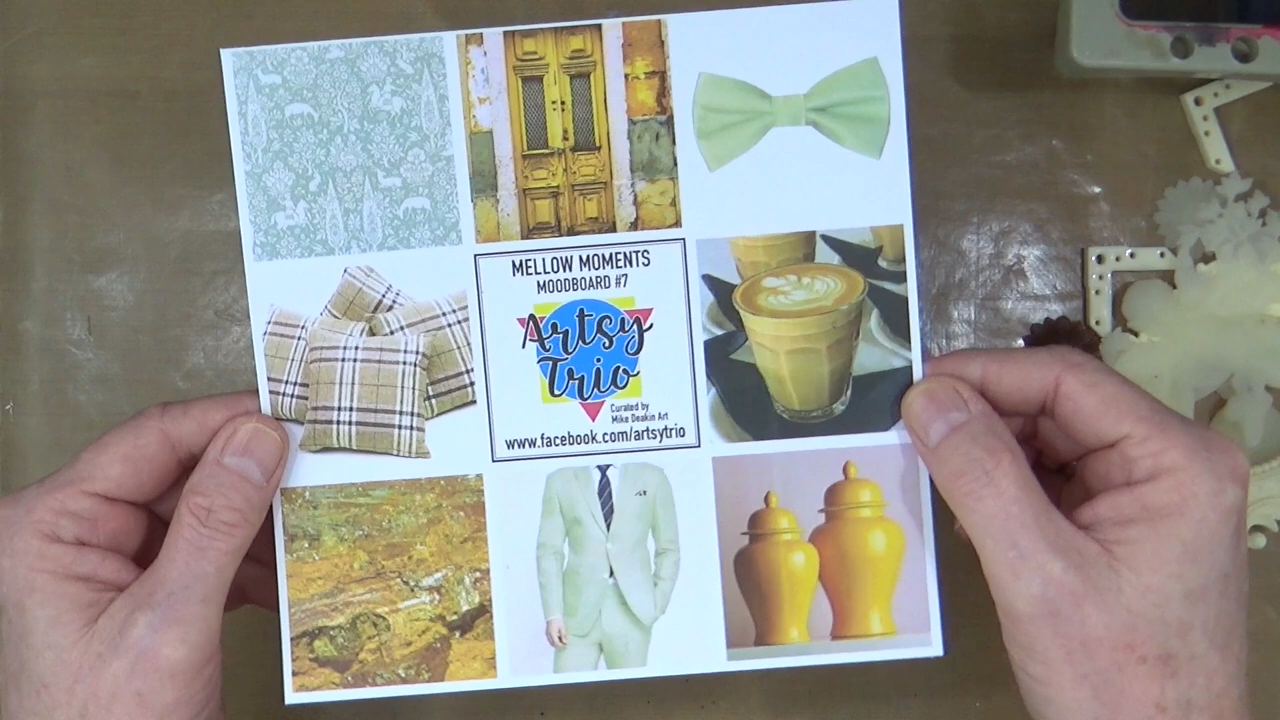 MELLOW MOMENTS
MOODBOARD #7
Artsy
Trio
Curated by
Mike Deakin Art
www.facebook.com/artsytrio